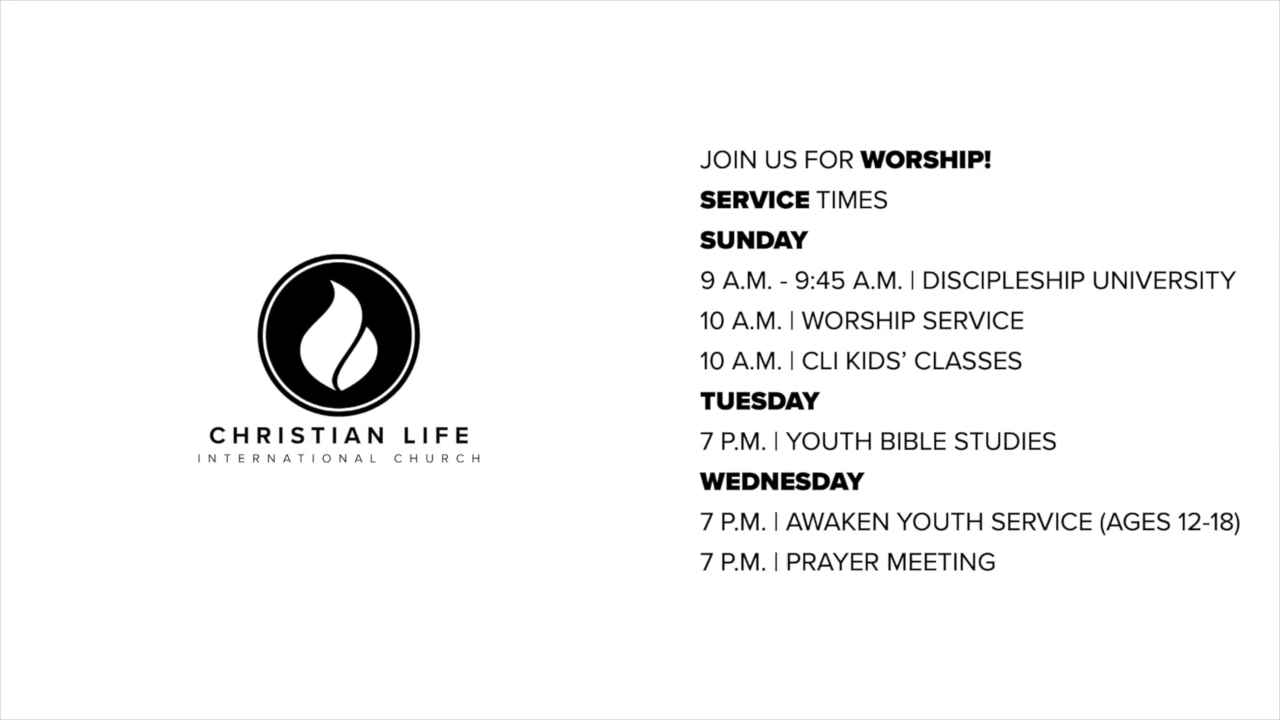 CHRISTIAN LIFE
INTERNATIONAL CHURCH
JOIN US FOR WORSHIP!
SERVICE TIMES
SUNDAY
9 A.M. - 9:45 A.M. | DISCIPLESHIP UNIVERSITY
10 A.M. | WORSHIP SERVICE
10 A.M. | CLI KIDS’ CLASSES
TUESDAY
7 P.M. | YOUTH BIBLE STUDIES
WEDNESDAY
7 P.M. | AWAKEN YOUTH SERVICE (AGES 12-18)
7 P.M. | PRAYER MEETING